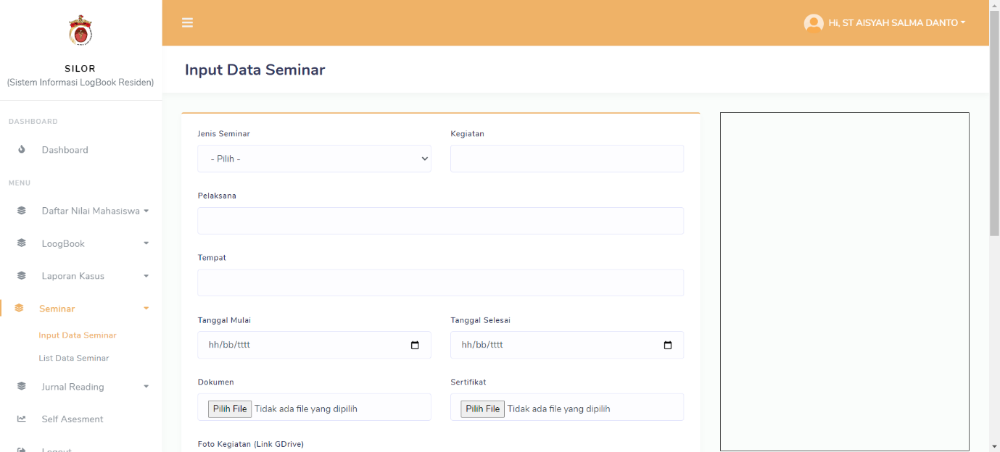 SILOR
(Sistem Informasi LogBook Residen)
DASHBOARD
Dashboard
MENU
Daftar Nilai Mahasiswa
LoogBook
Laporan Kasus
Seminar
Input Data Seminar
List Data Seminar
Jurnal Reading
Self Asesment
Logout
Hi, ST AISYAH SALMA DANTO
Input Data Seminar
Jenis Seminar
Kegiatan
- Pilih -
Pelaksana
Tempat
Tanggal Mulai
Tanggal Selesai
hh/bb/tttt
hh/bb/tttt
Dokumen
Sertifikat
Pilih File Tidak ada file yang dipilih
Pilih File Tidak ada file yang dipilih
Foto Kegiatan (Link GDrive)